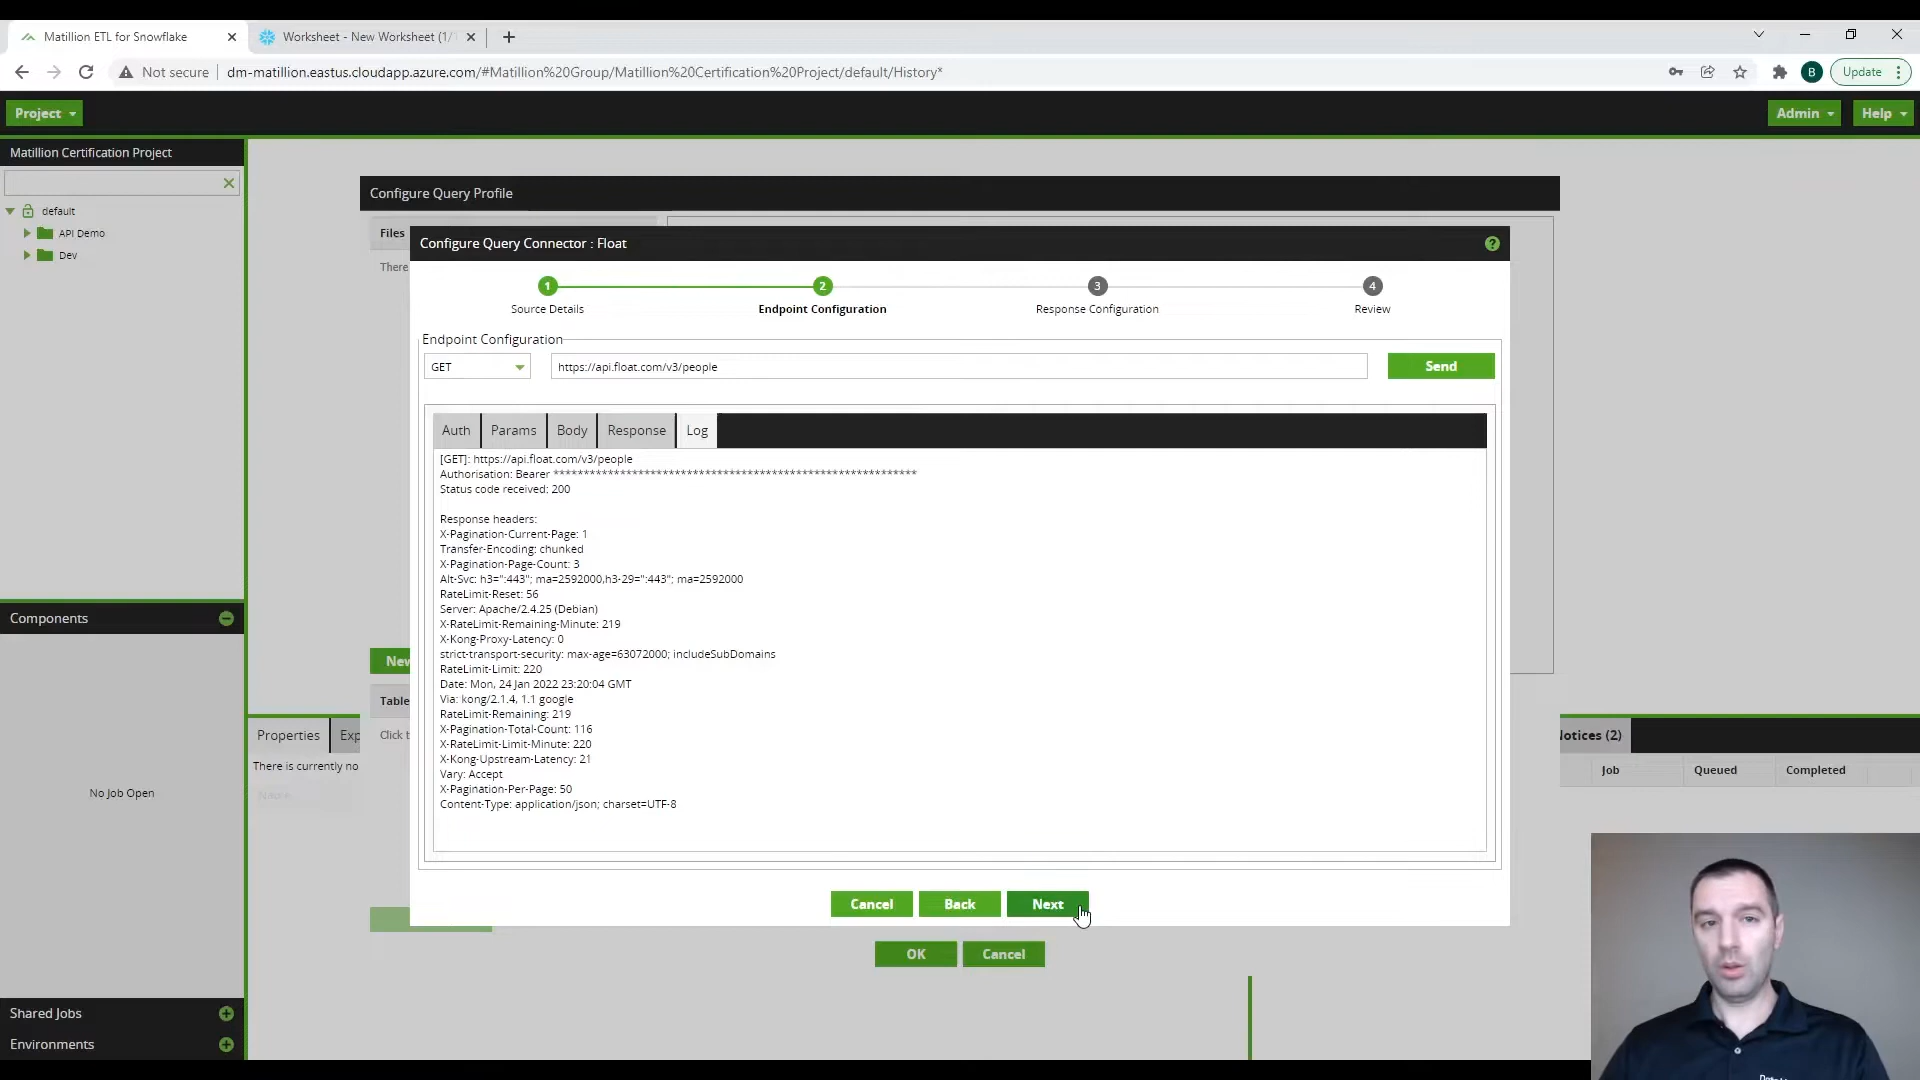 Matillion ETL for Snowflake
Worksheet - New Worksheet (1/
Not secure
dm-matillion.eastus.cloudapp.azure.com/#Matillion%20Group/Matillion%20Certification%20Project/default/History*
B
Update
Project
Admin
Help
Matillion Certification Project
default
API Demo
Dev
Configure Query Profile
Files
There
Configure Query Connector : Float
?
1
2
3
4
Source Details
Endpoint Configuration
Response Configuration
Review
Endpoint Configuration
GET
https://api.float.com/v3/people
Send
Auth
Params
Body
Response
Log
[GET]: https://api.float.com/v3/people
Authorisation: Bearer ************************************************************
Status code received: 200
Response headers:
X-Pagination-Current-Page: 1
Transfer-Encoding: chunked
X-Pagination-Page-Count: 3
Alt-Svc: h3=":443"; ma=2592000,h3-29=":443"; ma=2592000
RateLimit-Reset: 56
Server: Apache/2.4.25 (Debian)
X-RateLimit-Remaining-Minute: 219
X-Kong-Proxy-Latency: 0
strict-transport-security: max-age=63072000; includeSubDomains
RateLimit-Limit: 220
Date: Mon, 24 Jan 2022 23:20:04 GMT
Via: kong/2.1.4, 1.1 google
RateLimit-Remaining: 219
X-Pagination-Total-Count: 116
X-RateLimit-Limit-Minute: 220
X-Kong-Upstream-Latency: 21
Vary: Accept
X-Pagination-Per-Page: 50
Content-Type: application/json; charset=UTF-8
Cancel
Back
Next
OK
Cancel
Components
No Job Open
Shared Jobs
Environments
New
Table
Click t
Properties
Exp
There is currently no
Name
Notices (2)
Job
Queued
Completed